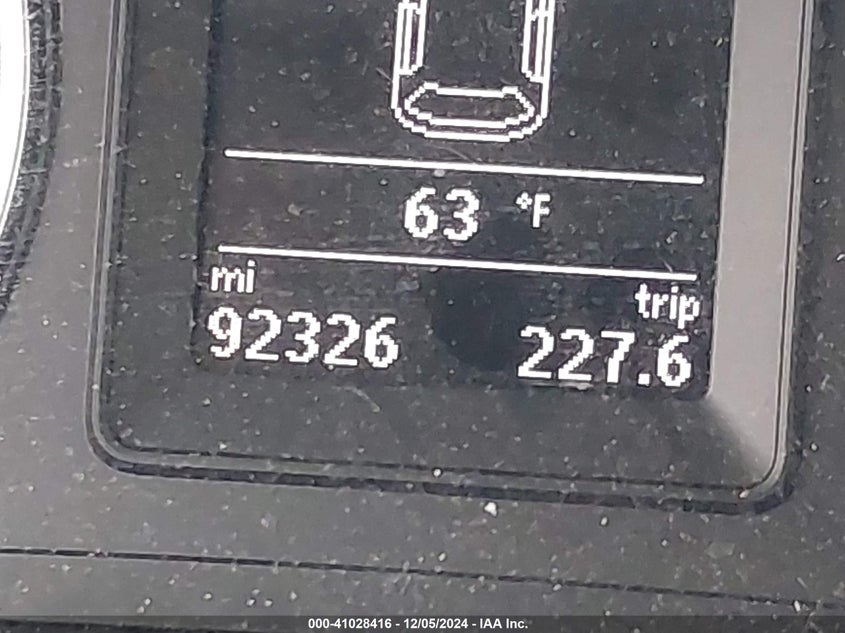 63 °F
mi
trip
92326
227.6
000-41028416 - 12/05/2024 - IAA Inc.